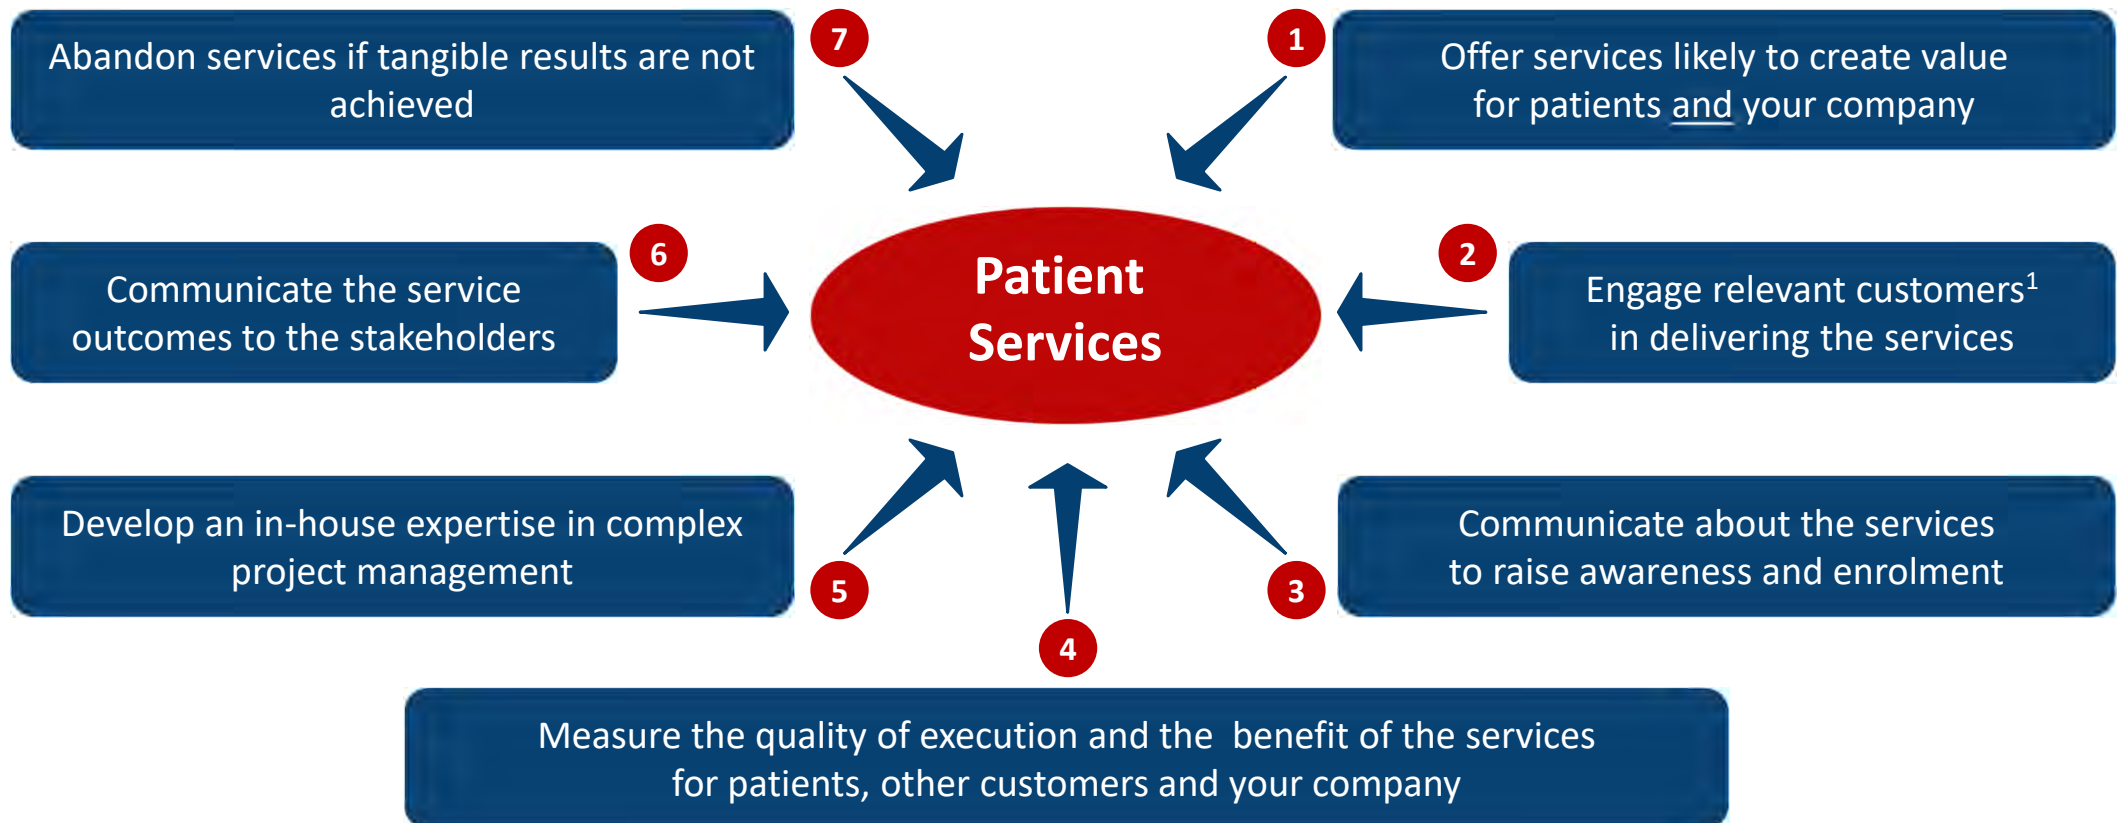 7
Abandon services if tangible results are not
achieved
1
Offer services likely to create value
for patients and your company
6
Communicate the service
outcomes to the stakeholders
Patient
Services
2
Engage relevant customers¹
in delivering the services
Develop an in-house expertise in complex
project management
5
3
Communicate about the services
to raise awareness and enrolment
4
Measure the quality of execution and the benefit of the services
for patients, other customers and your company